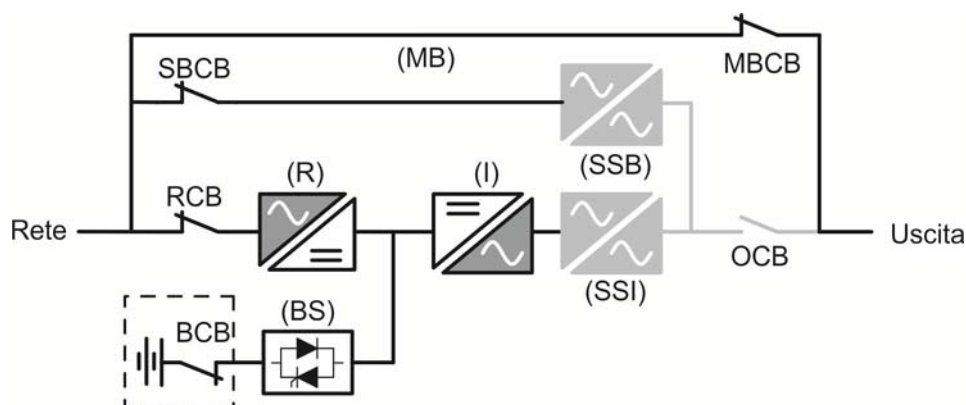 (MB)
MBCB
SBCB
(SSB)
(R)
(I)
RCB
Rete
Uscita
OCB
(SSI)
(BS)
BCB